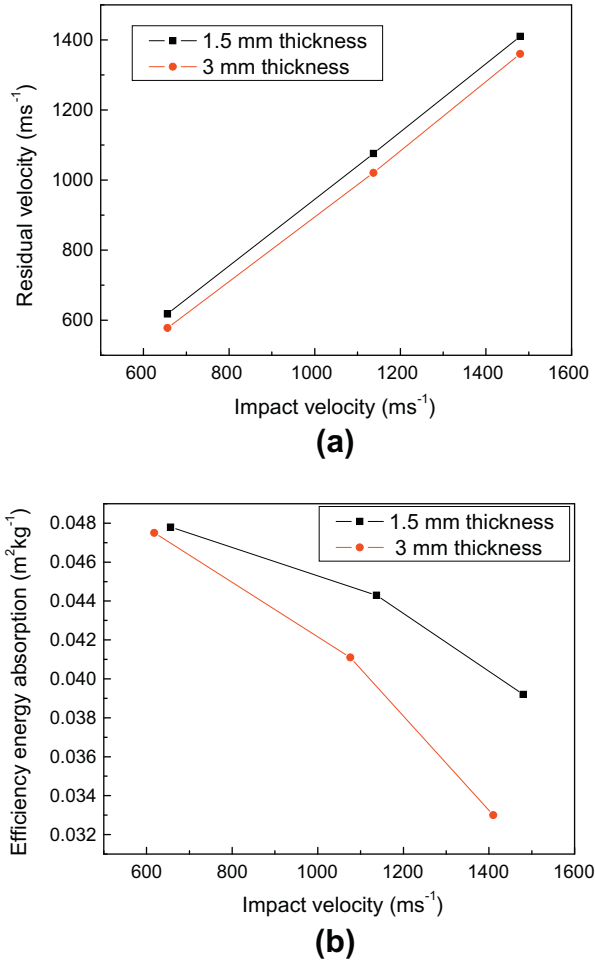 1400
1200
1000
800
600
Residual velocity (ms⁻¹)
1.5 mm thickness
3 mm thickness
600 800 1000 1200 1400 1600
Impact velocity (ms⁻¹)
(a)
0.048
0.046
0.044
0.042
0.040
0.038
0.036
0.034
0.032
Efficiency energy absorption (m²kg⁻¹)
1.5 mm thickness
3 mm thickness
600 800 1000 1200 1400 1600
Impact velocity (ms⁻¹)
(b)